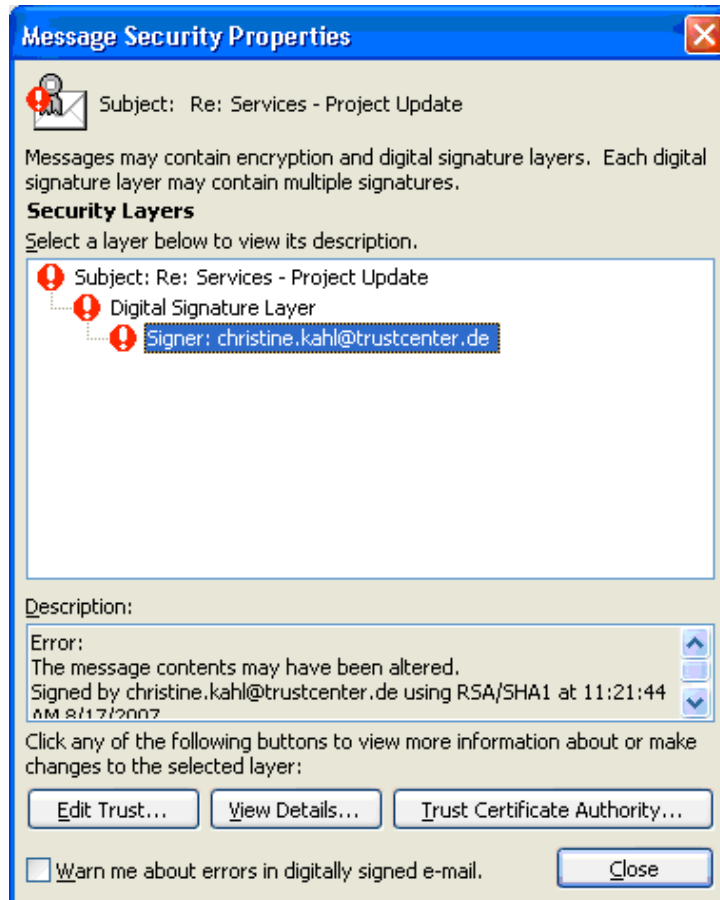 Message Security Properties
Subject: Re: Services - Project Update
Messages may contain encryption and digital signature layers. Each digital
signature layer may contain multiple signatures.
Security Layers
Select a layer below to view its description.
Subject: Re: Services - Project Update
Digital Signature Layer
Signer: christine.kahl@trustcenter.de
Description:
Error:
The message contents may have been altered.
Signed by christine.kahl@trustcenter.de using RSA/SHA1 at 11:21:44
AM 8/17/2007
Click any of the following buttons to view more information about or make
changes to the selected layer:
Edit Trust... View Details... Trust Certificate Authority...
Warn me about errors in digitally signed e-mail. Close